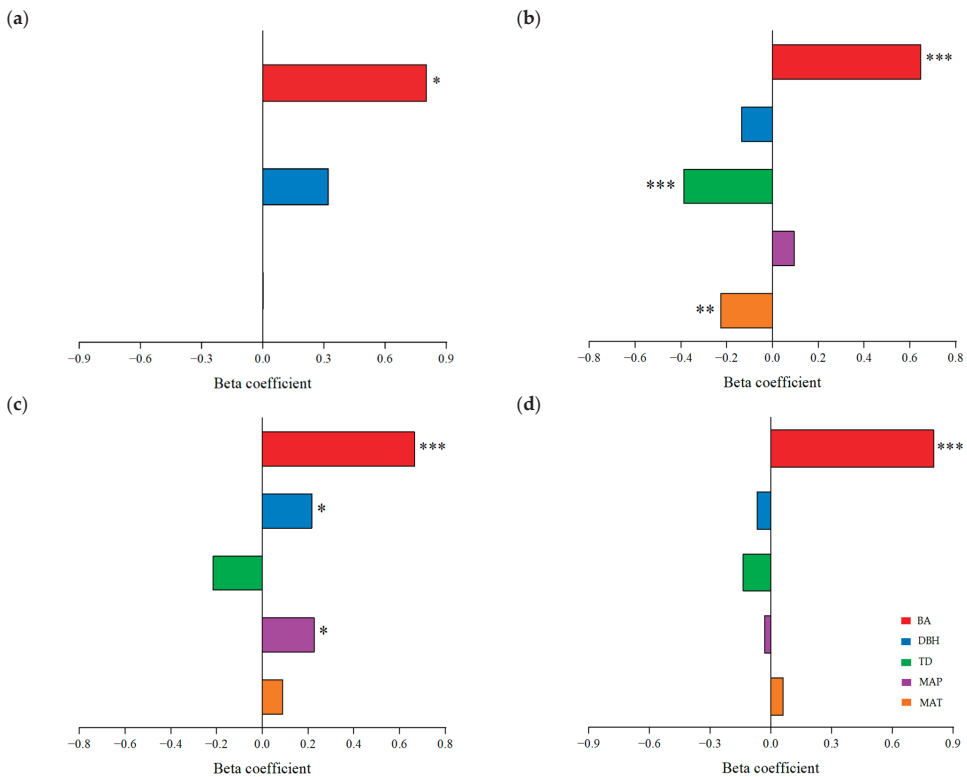 (a)
*
−0.9 −0.6 −0.3 0.0 0.3 0.6 0.9
Beta coefficient
(b)
***
***
**
−0.8 −0.6 −0.4 −0.2 0.0 0.2 0.4 0.6 0.8
Beta coefficient
(c)
***
*
*
−0.8 −0.6 −0.4 −0.2 0.0 0.2 0.4 0.6 0.8
Beta coefficient
(d)
***
BA
DBH
TD
MAP
MAT
−0.9 −0.6 −0.3 0.0 0.3 0.6 0.9
Beta coefficient